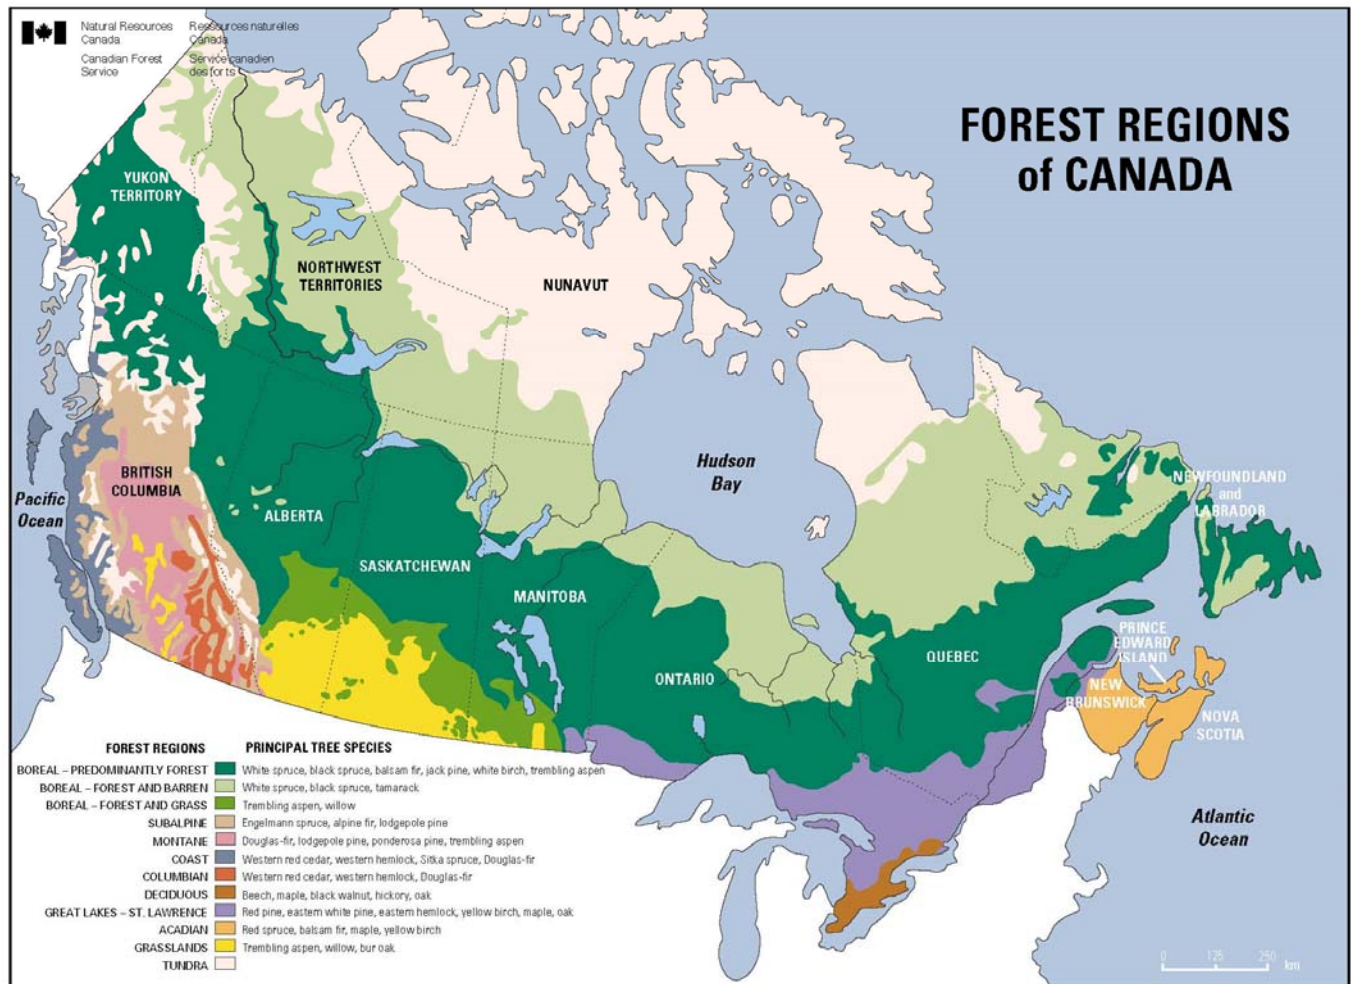 Natural Resources Canada
Ressources naturelles Canada
Canadian Forest Service
Service canadien des forts
FOREST REGIONS
of CANADA
YUKON
TERRITORY
NORTHWEST
TERRITORIES
NUNAVUT
Hudson
Bay
BRITISH
COLUMBIA
Pacific
Ocean
ALBERTA
SASKATCHEWAN
MANITOBA
ONTARIO
QUEBEC
NEWFOUNDLAND
and
LABRADOR
PRINCE
EDWARD
ISLAND
NEW
BRUNSWICK
NOVA
SCOTIA
Atlantic
Ocean
FOREST REGIONS PRINCIPAL TREE SPECIES
BOREAL – PREDOMINANTLY FOREST White spruce, black spruce, balsam fir, jack pine, white birch, trembling aspen
BOREAL – FOREST AND BARREN White spruce, black spruce, tamarack
BOREAL – FOREST AND GRASS Trembling aspen, willow
SUBALPINE Engelmann spruce, alpine fir, lodgepole pine
MONTANE Douglas-fir, lodgepole pine, ponderosa pine, trembling aspen
COAST Western red cedar, western hemlock, Sitka spruce, Douglas-fir
COLUMBIAN Western red cedar, western hemlock, Douglas-fir
DECIDUOUS Beech, maple, black walnut, hickory, oak
GREAT LAKES – ST. LAWRENCE Red pine, eastern white pine, eastern hemlock, yellow birch, maple, oak
ACADIAN Red spruce, balsam fir, maple, yellow birch
GRASSLANDS Trembling aspen, willow, bur oak
TUNDRA
0 125 250 km